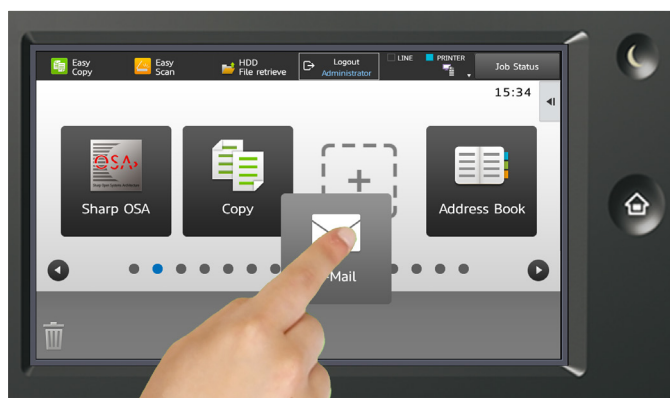 Easy
Copy
Easy
Scan
HDD
File retrieve
Logout
Administrator
LINE
PRINTER
Job Status
15:34
OSA
Sharp OSA
Copy
Address Book
Mail